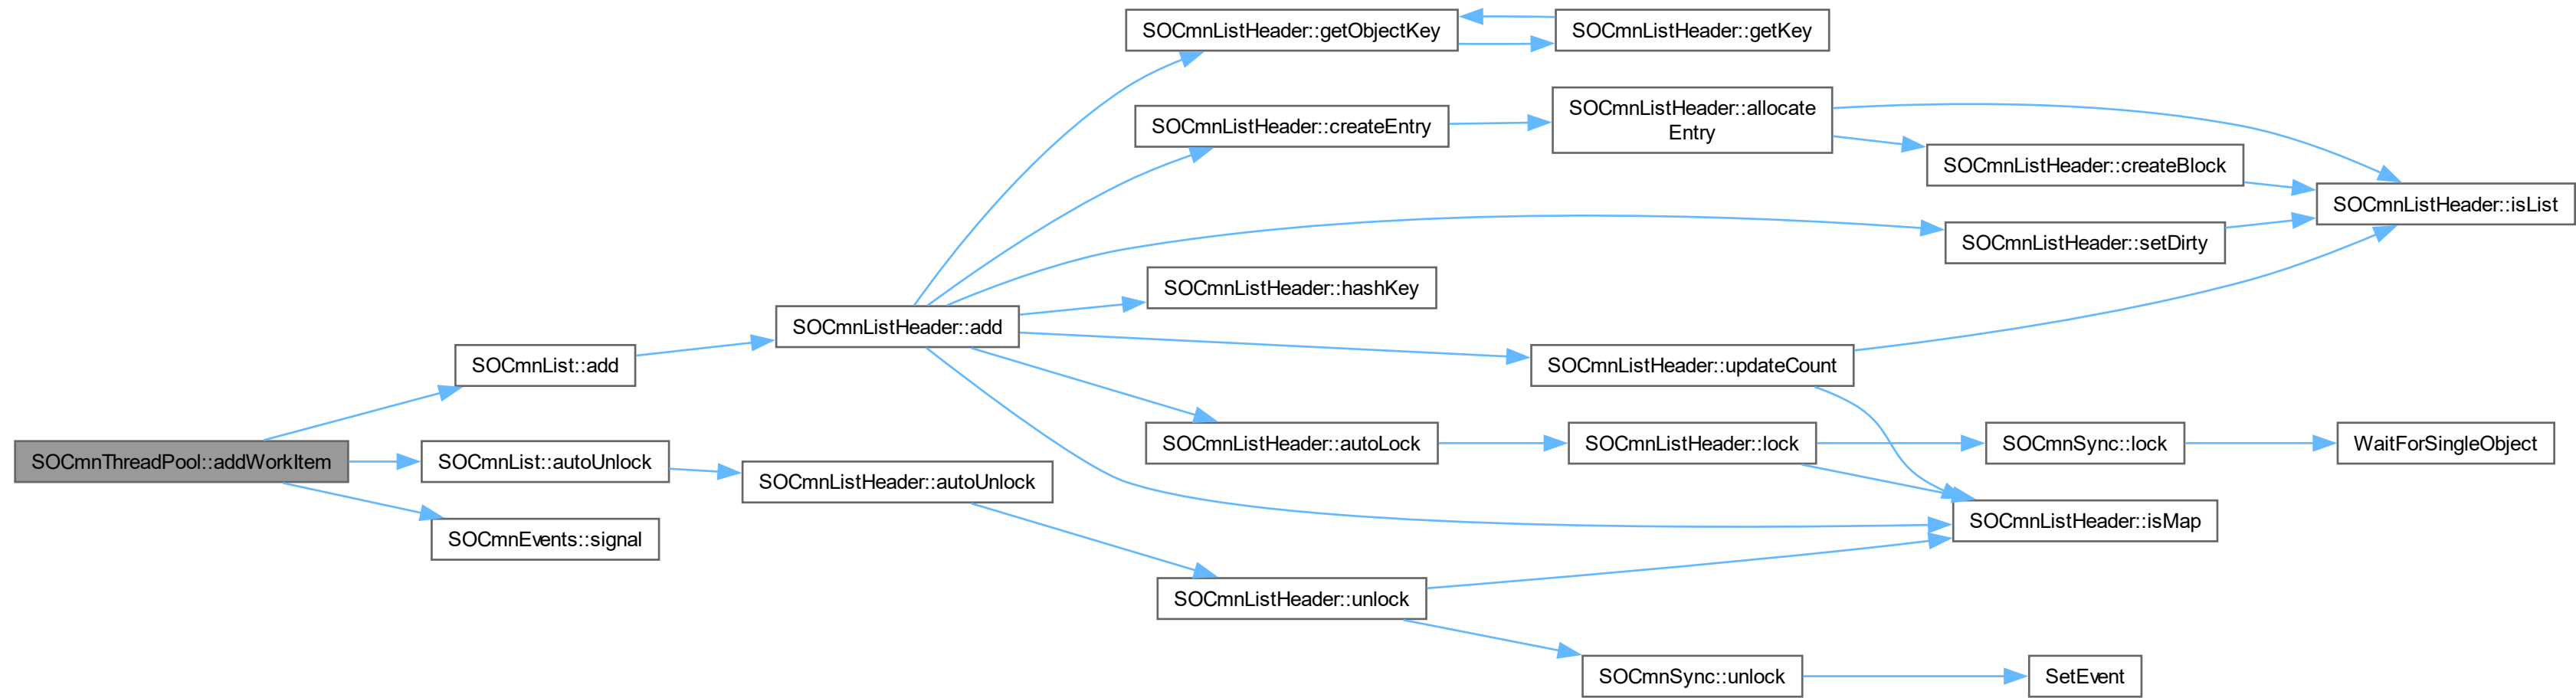 SOCmnThreadPool::addWorkItem
SOCmnList::add
SOCmnList::autoUnlock
SOCmnEvents::signal
SOCmnListHeader::add
SOCmnListHeader::autoUnlock
SOCmnListHeader::getObjectKey
SOCmnListHeader::createEntry
SOCmnListHeader::hashKey
SOCmnListHeader::autoLock
SOCmnListHeader::unlock
SOCmnListHeader::getKey
SOCmnListHeader::allocate
Entry
SOCmnListHeader::updateCount
SOCmnListHeader::lock
SOCmnSync::unlock
SOCmnListHeader::createBlock
SOCmnListHeader::setDirty
SOCmnSync::lock
SOCmnListHeader::isMap
SetEvent
SOCmnListHeader::isList
WaitForSingleObject